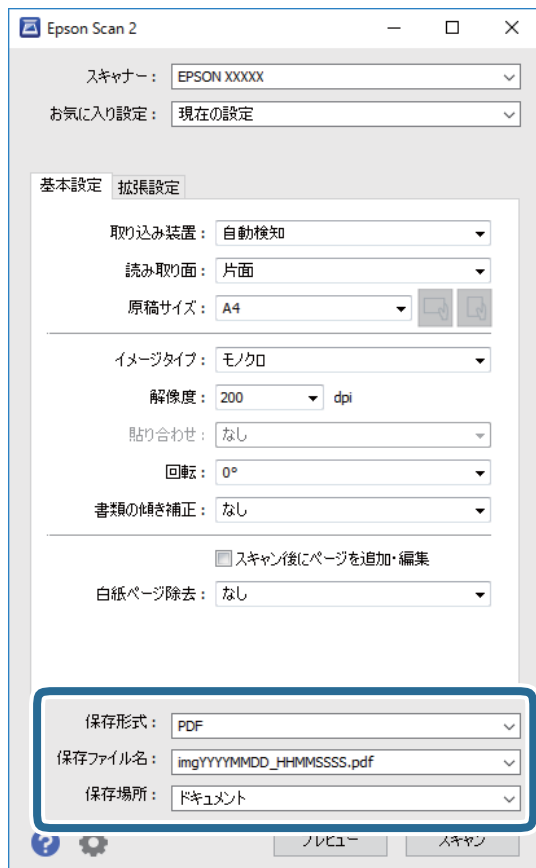 Epson Scan 2
スキャナー： EPSON XXXXX
お気に入り設定： 現在の設定
基本設定 拡張設定
取り込み装置： 自動検知
読み取り面： 片面
原稿サイズ： A4
イメージタイプ： モノクロ
解像度： 200 dpi
貼り合わせ： なし
回転： 0°
書類の傾き補正： なし
スキャン後にページを追加・編集
白紙ページ除去： なし
保存形式： PDF
保存ファイル名： imgYYYYMMDD_HHMMSSSS.pdf
保存場所： ドキュメント
? プレビュー スキャン